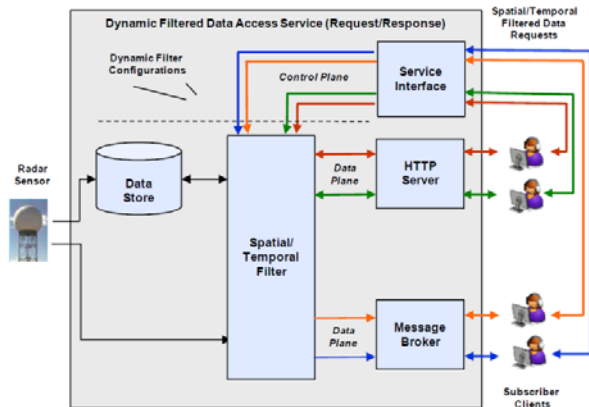 Dynamic Filtered Data Access Service (Request/Response)
Spatial/Temporal
Filtered Data
Requests
Dynamic Filter
Configurations
Control Plane
Service
Interface
Radar
Sensor
Data
Store
Spatial/
Temporal
Filter
Data
Plane
HTTP
Server
Data
Plane
Message
Broker
Subscriber
Clients